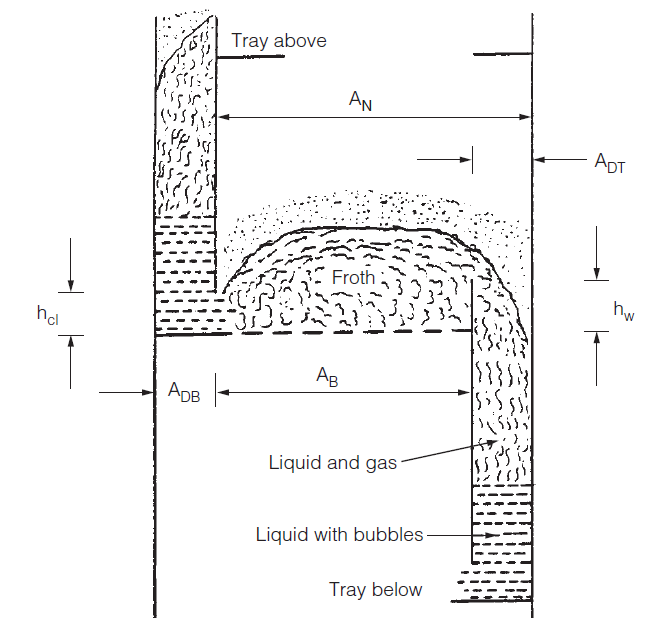 Tray above
A_N
A_DT
Froth
h_cl
h_w
A_DB
A_B
Liquid and gas
Liquid with bubbles
Tray below